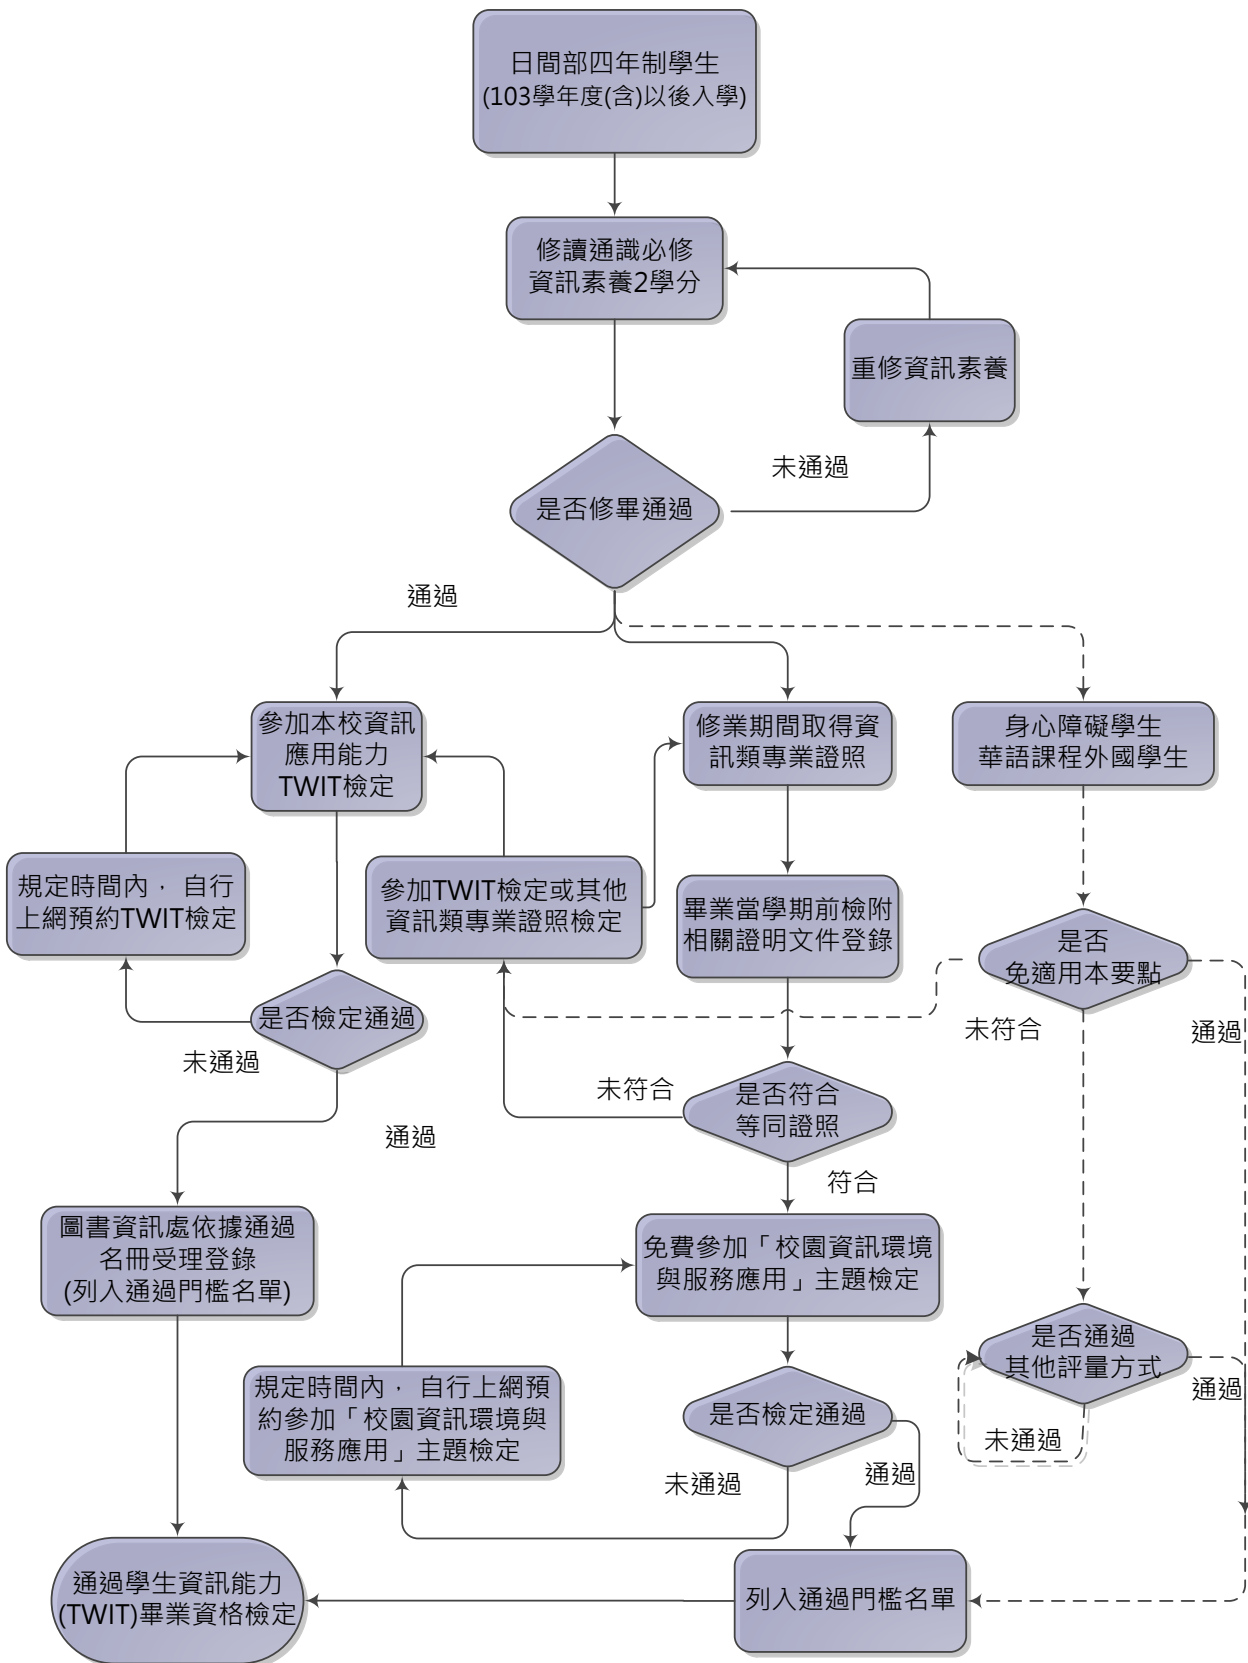 日間部四年制學生
(103學年度(含)以後入學)
修讀通識必修
資訊素養2學分
重修資訊素養
未通過
是否修畢通過
通過
參加本校資訊
應用能力
TWIT檢定
修業期間取得資
訊類專業證照
身心障礙學生
華語課程外國學生
規定時間內， 自行
上網預約TWIT檢定
參加TWIT檢定或其他
資訊類專業證照檢定
畢業當學期前檢附
相關證明文件登錄
是否
免適用本要點
是否檢定通過
未通過
未符合
通過
未符合
是否符合
等同證照
通過
符合
圖書資訊處依據通過
名冊受理登錄
(列入通過門檻名單)
免費參加「校園資訊環境
與服務應用」主題檢定
是否通過
其他評量方式
通過
未通過
規定時間內， 自行上網預
約參加「校園資訊環境與
服務應用」主題檢定
是否檢定通過
未通過
通過
通過學生資訊能力
(TWIT)畢業資格檢定
列入通過門檻名單